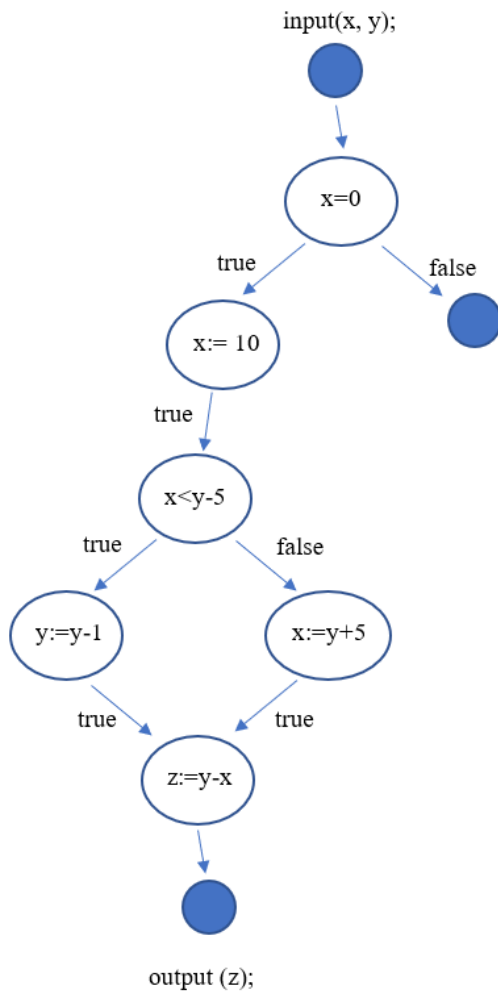 input(x, y);
x=0
true
false
x:= 10
true
x<y-5
true
false
y:=y-1
x:=y+5
true
true
z:=y-x
output (z);